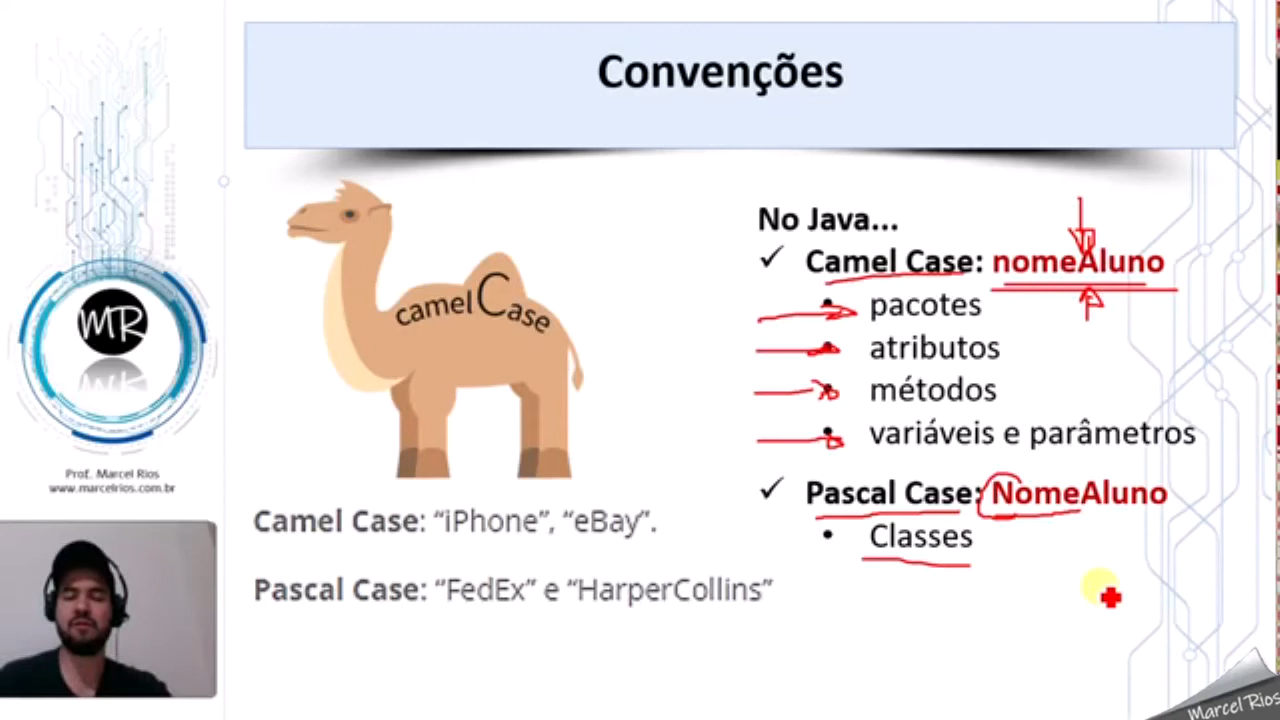 Convenções
MR
Prof. Marcel Rios
www.marcelrios.com.br
camelCase
Camel Case: “iPhone”, “eBay”.
Pascal Case: “FedEx” e “HarperCollins”
No Java...
✓ Camel Case: nomeAluno
• pacotes
• atributos
• métodos
• variáveis e parâmetros
✓ Pascal Case: NomeAluno
• Classes
Marcel Rios